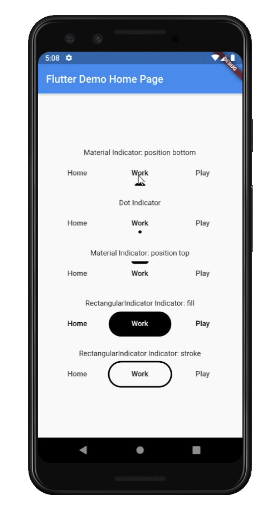 5:08
DEBUG
Flutter Demo Home Page
Material Indicator: position bottom
Home Work Play
Dot Indicator
Home Work Play
Material Indicator: position top
Home Work Play
RectangularIndicator Indicator: fill
Home Work Play
RectangularIndicator Indicator: stroke
Home Work Play